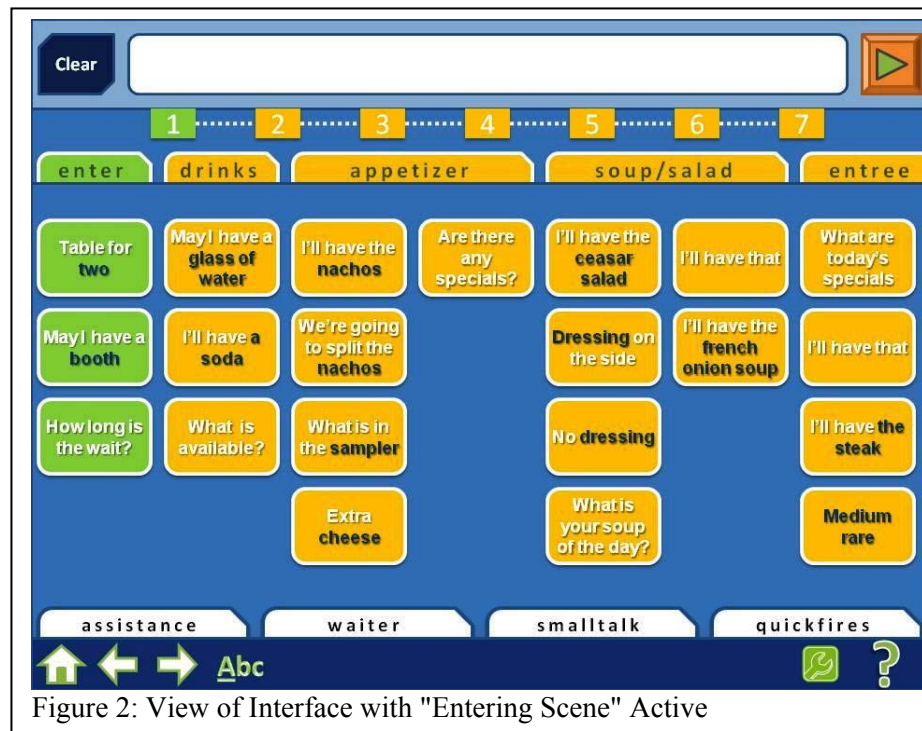 Clear
1 2 3 4 5 6 7
enter drinks appetizer soup/salad entree
Table for
two
May I have a
glass of
water
I'll have the
nachos
Are there
any
specials?
I'll have the
ceasar
salad
I'll have that
What are
today's
specials
May I have a
booth
I'll have a
soda
We're going
to split the
nachos
Dressing on
the side
I'll have the
french
onion soup
I'll have that
How long is
the wait?
What is
available?
What is in
the sampler
No dressing
I'll have the
steak
Extra
cheese
What is
your soup
of the day?
Medium
rare
assistance waiter smalltalk quickfires
Abc ?
Figure 2: View of Interface with "Entering Scene" Active